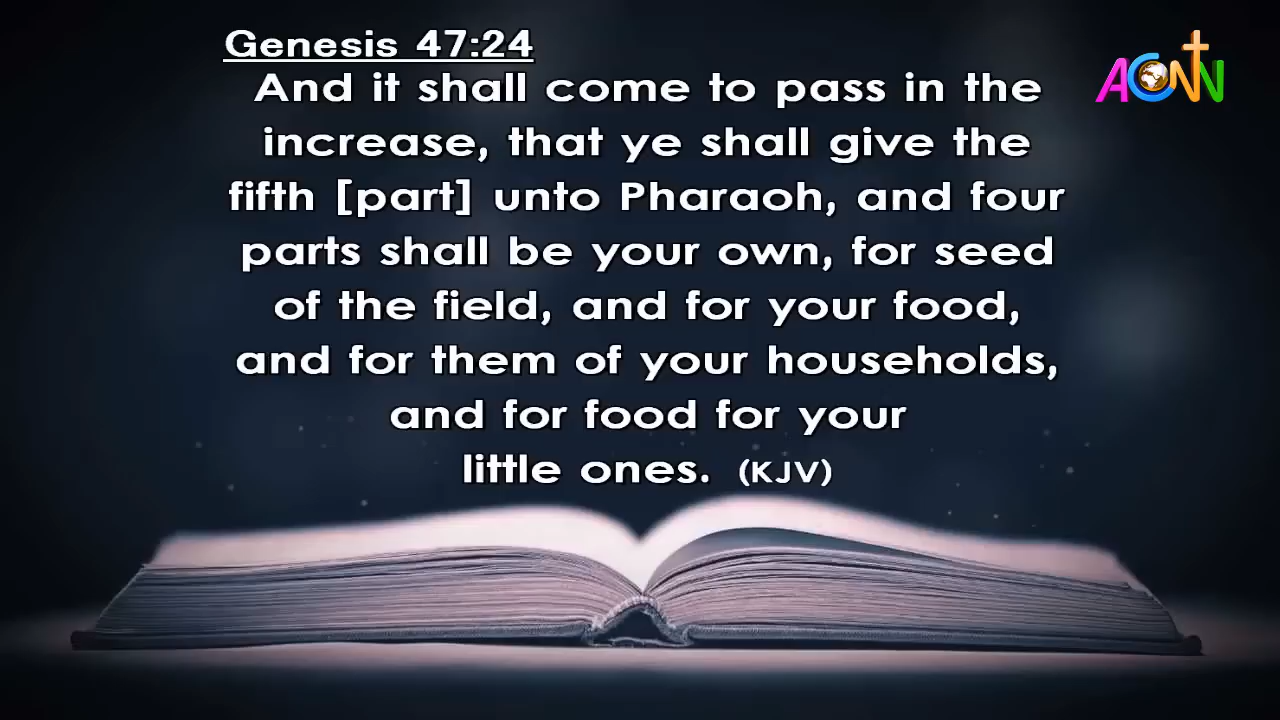 Genesis 47:24
And it shall come to pass in the
increase, that ye shall give the
fifth [part] unto Pharaoh, and four
parts shall be your own, for seed
of the field, and for your food,
and for them of your households,
and for food for your
little ones. (KJV)
ACNN